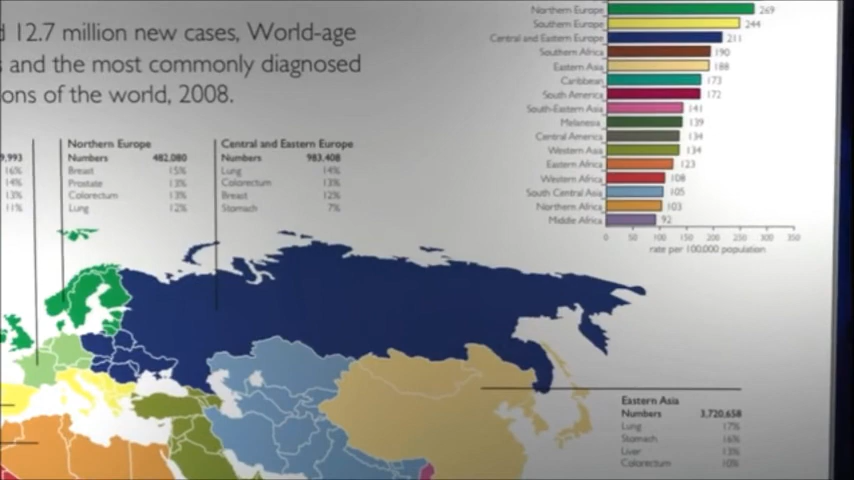 d 12.7 million new cases, World-age
s and the most commonly diagnosed
ons of the world, 2008.
Northern Europe 269
Southern Europe 244
Central and Eastern Europe 211
Southern Africa 190
Eastern Asia 188
Caribbean 173
South America 172
South-Eastern Asia 141
Melanesia 139
Central America 134
Western Asia 134
Eastern Africa 123
Western Africa 108
South Central Asia 105
Northern Africa 103
Middle Africa 92
0 50 100 150 200 250 300 350
rate per 100,000 population
9,993
16%
14%
13%
11%
Northern Europe
Numbers 482,080
Breast 15%
Prostate 13%
Colorectum 13%
Lung 12%
Central and Eastern Europe
Numbers 983,408
Lung 14%
Colorectum 13%
Breast 12%
Stomach 7%
Eastern Asia
Numbers 3,720,658
Lung 17%
Stomach 16%
Liver 13%
Colorectum 10%